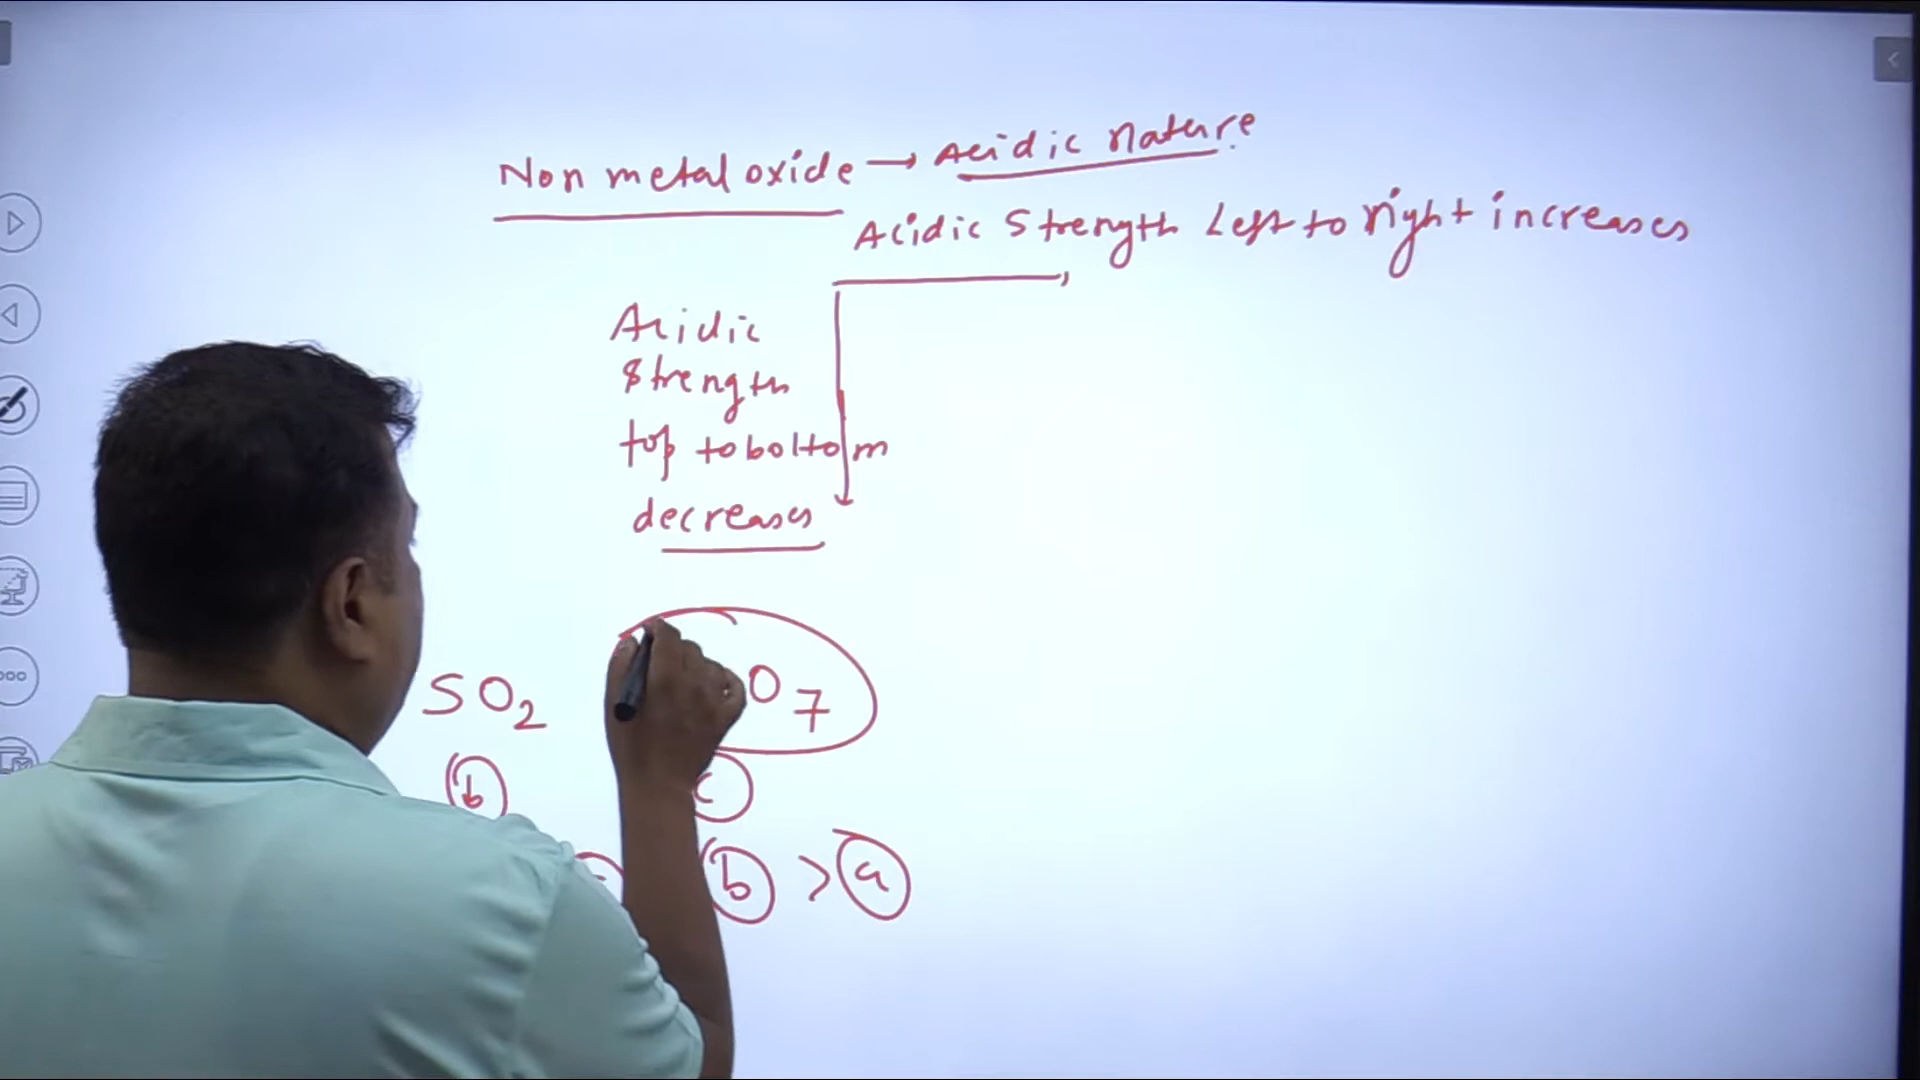 Non metal oxide → Acidic nature.
Acidic Strength Left to right increases
Acidic
strength
top to bottom
decreases
SO2 O7
b c
b > a